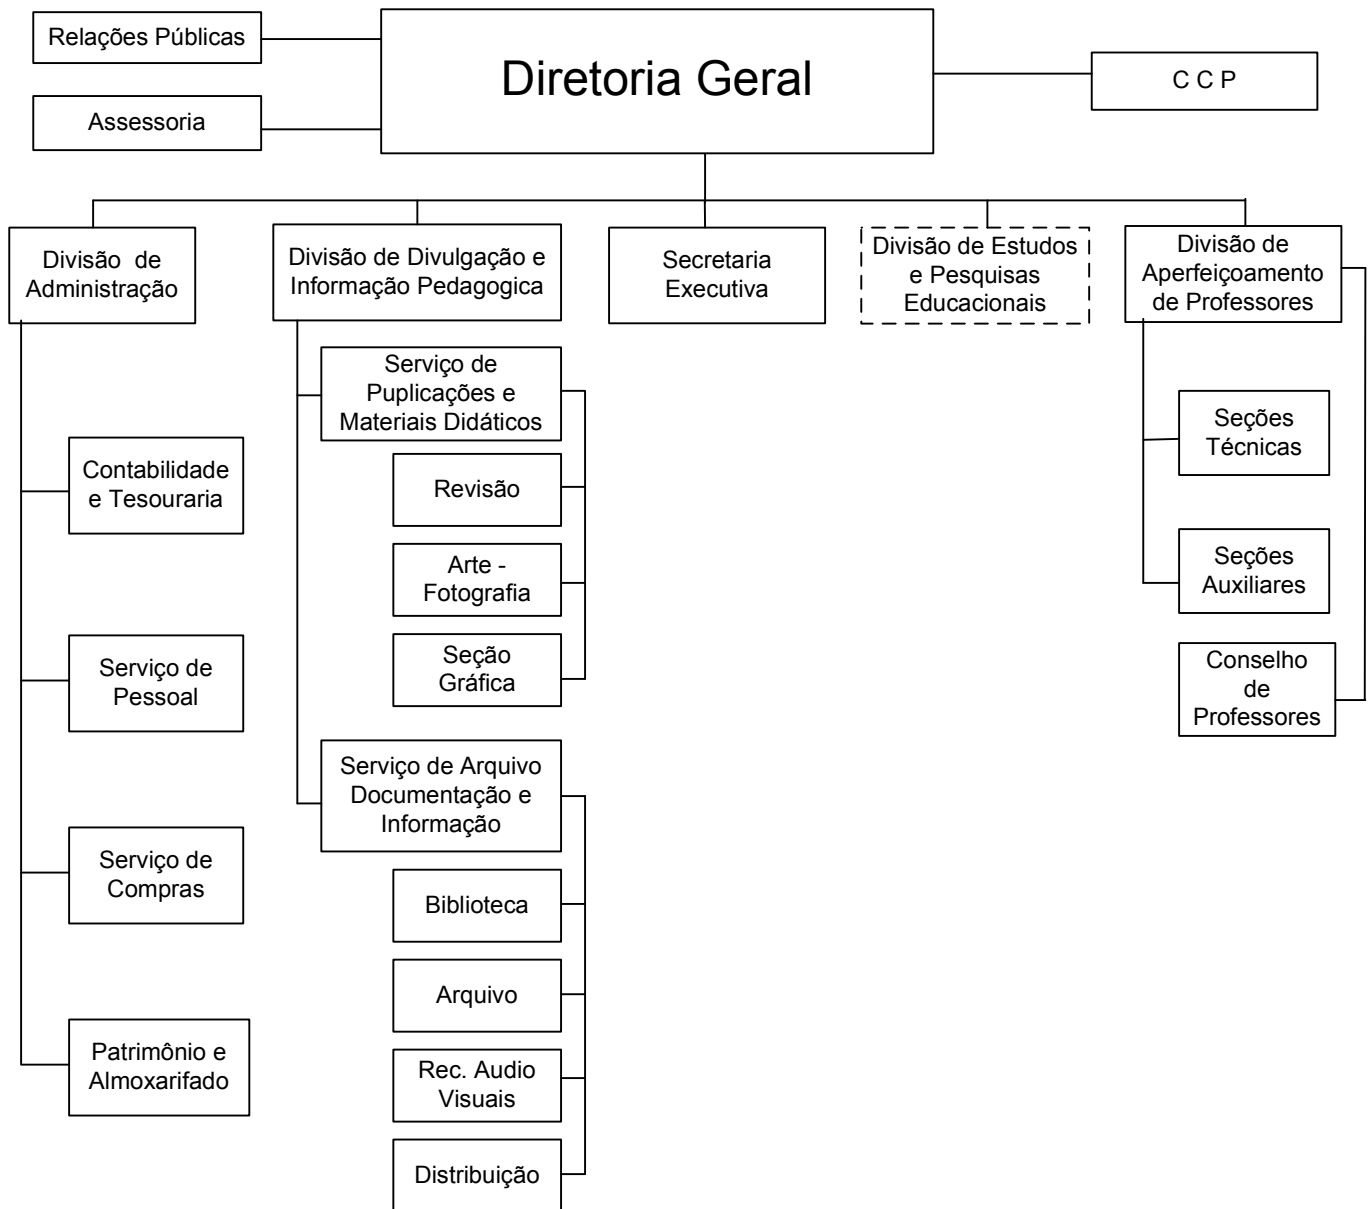 Relações Públicas
Diretoria Geral
C C P
Assessoria
Divisão de
Administração
Divisão de Divulgação e
Informação Pedagogica
Secretaria
Executiva
Divisão de Estudos
e Pesquisas
Educacionais
Divisão de
Aperfeiçoamento
de Professores
Contabilidade
e Tesouraria
Serviço de
Pessoal
Serviço de
Compras
Patrimônio e
Almoxarifado
Serviço de
Puplicações e
Materiais Didáticos
Revisão
Arte -
Fotografia
Seção
Gráfica
Serviço de Arquivo
Documentação e
Informação
Biblioteca
Arquivo
Rec. Audio
Visuais
Distribuição
Seções
Técnicas
Seções
Auxiliares
Conselho
de
Professores